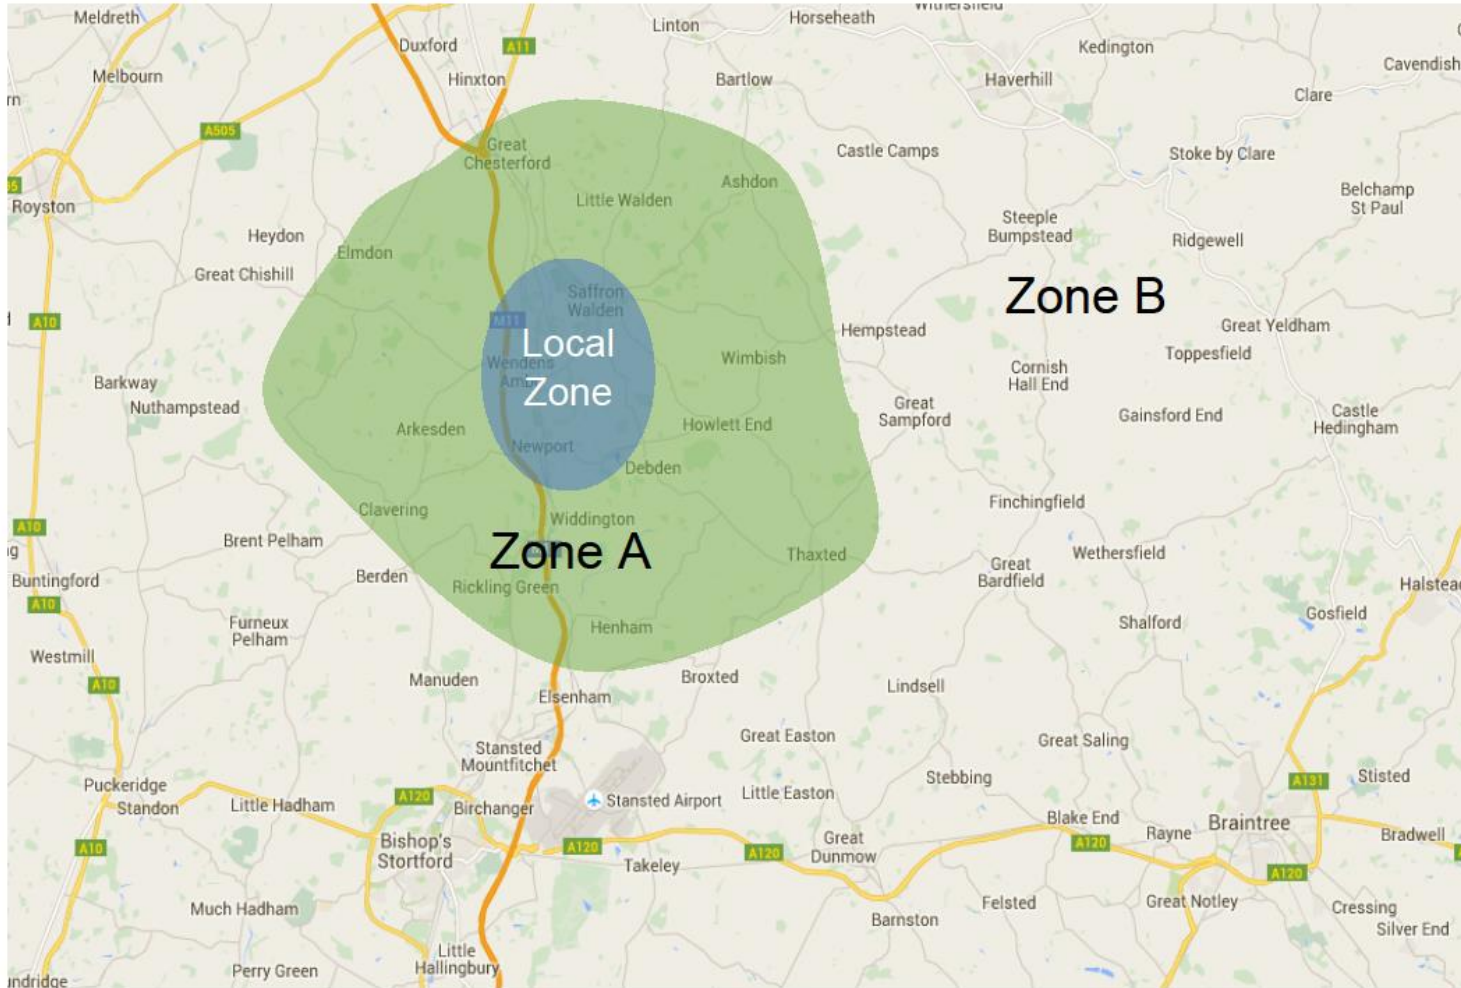 Meldreth
Linton
Horseheath
Withersfield
Duxford
A11
Kedington
Melbourn
Hinxton
Bartlow
Haverhill
Cavendish
Clare
A505
Great
Chesterford
Castle Camps
Stoke by Clare
Ashdon
Belchamp
St Paul
Royston
Little Walden
Steeple
Bumpstead
Heydon
Elmdon
Ridgewell
Great Chishill
Zone B
Saffron
Walden
A10
M11
Hempstead
Great Yeldham
Local
Zone
Wimbish
Toppesfield
Wendens
Barkway
Nuthampstead
Cornish
Hall End
Great
Sampford
Gainsford End
Castle
Hedingham
Arkesden
Howlett End
Newport
Debden
Clavering
Finchingfield
Widdington
A10
Brent Pelham
Zone A
Thaxted
Wethersfield
Buntingford
Berden
Rickling Green
Great
Bardfield
Halstead
A10
Furneux
Pelham
Henham
Shalford
Gosfield
Westmill
A10
Manuden
Elsenham
Broxted
Lindsell
Stansted
Mountfitchet
Great Easton
Great Saling
Puckeridge
Standon
Little Hadham
A120
Birchanger
Stansted Airport
Little Easton
Stebbing
A131
Stisted
Bishop's
Stortford
A10
A120
Takeley
A120
Great
Dunmow
Blake End
A120
Rayne
Braintree
Bradwell
A120
Much Hadham
Barnston
Felsted
Great Notley
Cressing
Silver End
Little
Hallingbury
Perry Green